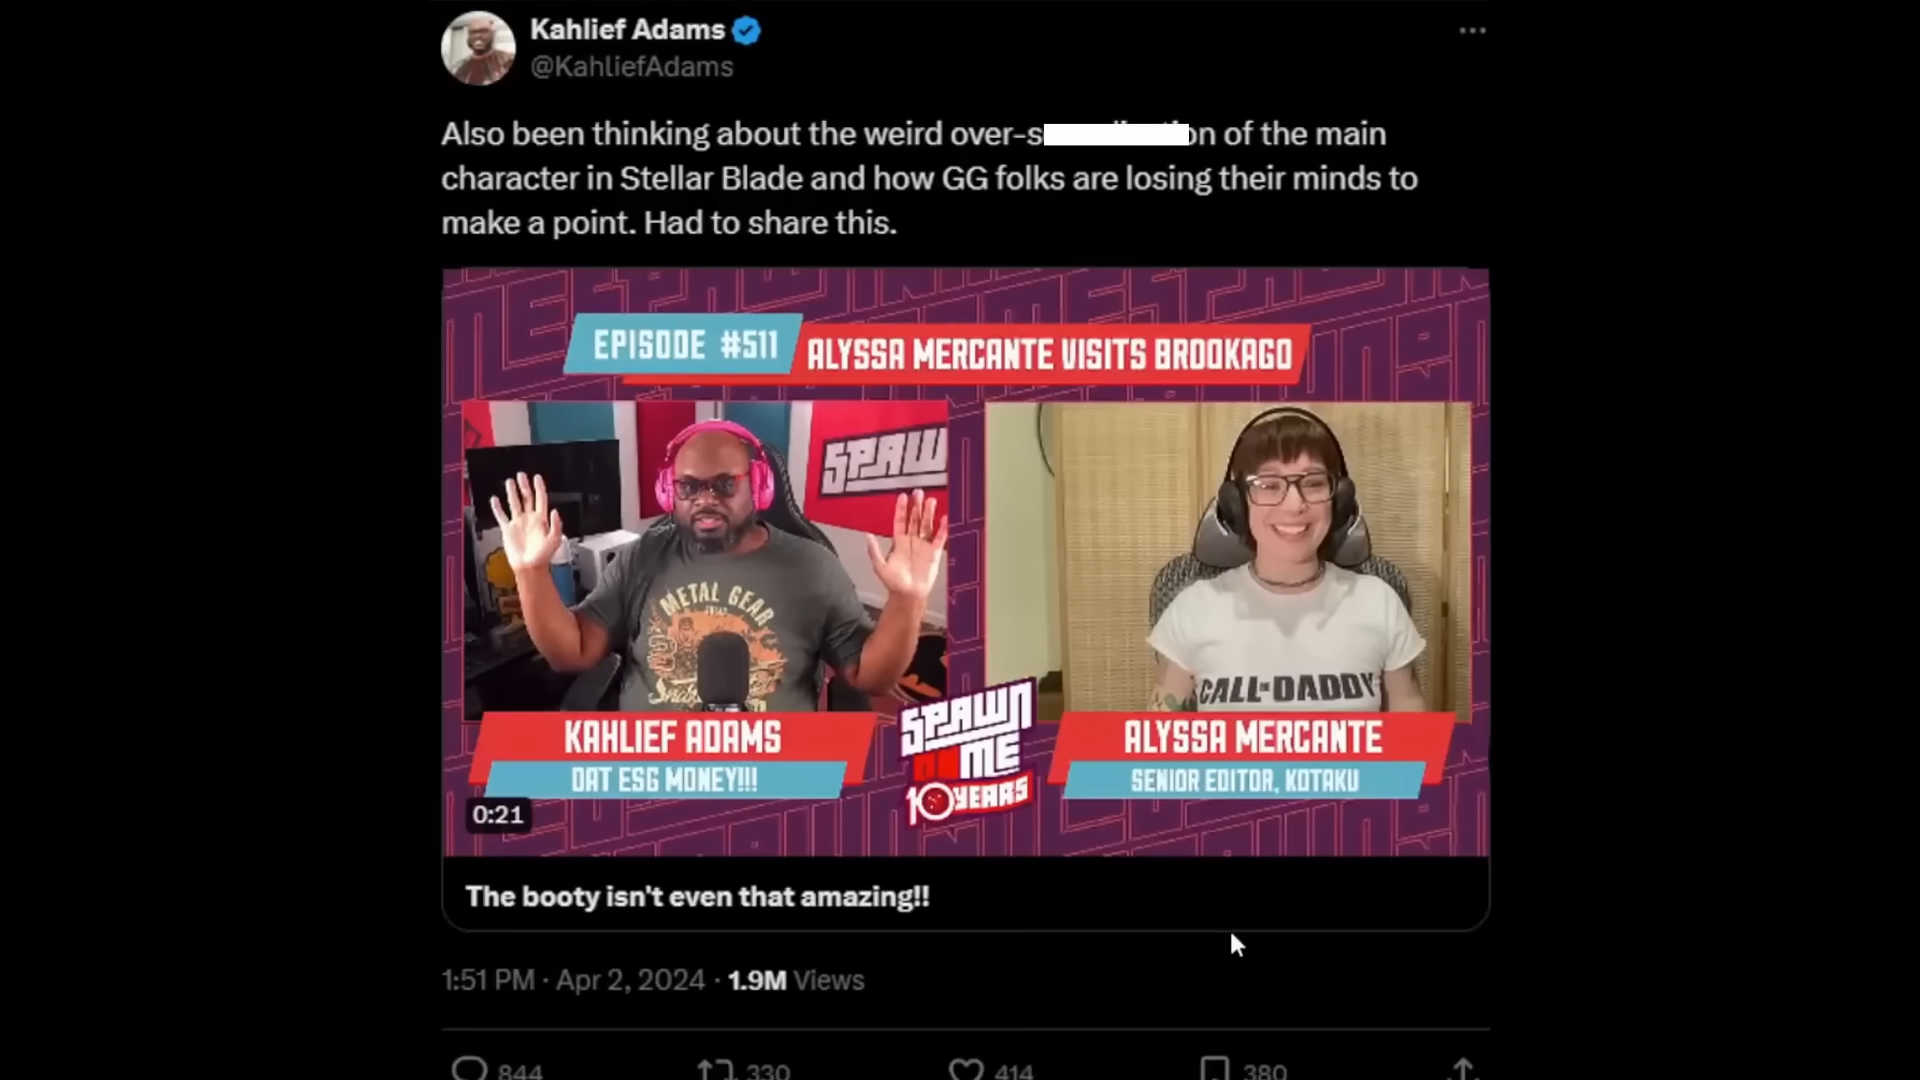 Kahlief Adams
@KahliefAdams
Also been thinking about the weird over-s on of the main
character in Stellar Blade and how GG folks are losing their minds to
make a point. Had to share this.
EPISODE #511
ALYSSA MERCANTE VISITS BROOKAGO
SPAW
METAL GEAR
CALL DADDY
KAHLIEF ADAMS
DAT ESG MONEY!!!
SPAWN
ON ME
10 YEARS
ALYSSA MERCANTE
SENIOR EDITOR, KOTAKU
0:21
The booty isn't even that amazing!!
1:51 PM · Apr 2, 2024 · 1.9M Views
844 330 414 380